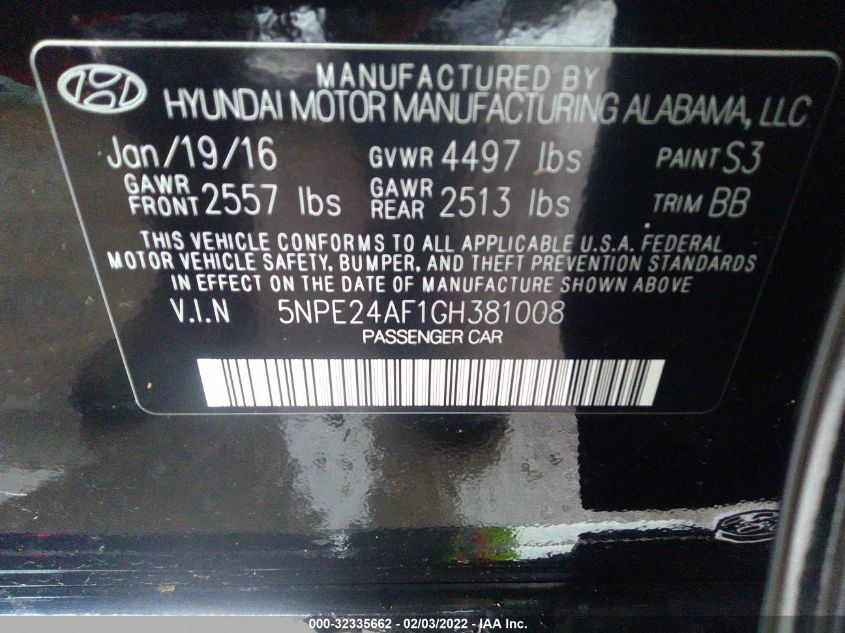 MANUFACTURED BY
HYUNDAI MOTOR MANUFACTURING ALABAMA, LLC
Jan/19/16 GVWR 4497 lbs PAINT S3
GAWR FRONT 2557 lbs GAWR REAR 2513 lbs TRIM BB
THIS VEHICLE CONFORMS TO ALL APPLICABLE U.S.A. FEDERAL
MOTOR VEHICLE SAFETY, BUMPER, AND THEFT PREVENTION STANDARDS
IN EFFECT ON THE DATE OF MANUFACTURE SHOWN ABOVE
V.I.N 5NPE24AF1GH381008
PASSENGER CAR
000-32335662 - 02/03/2022 - IAA Inc.